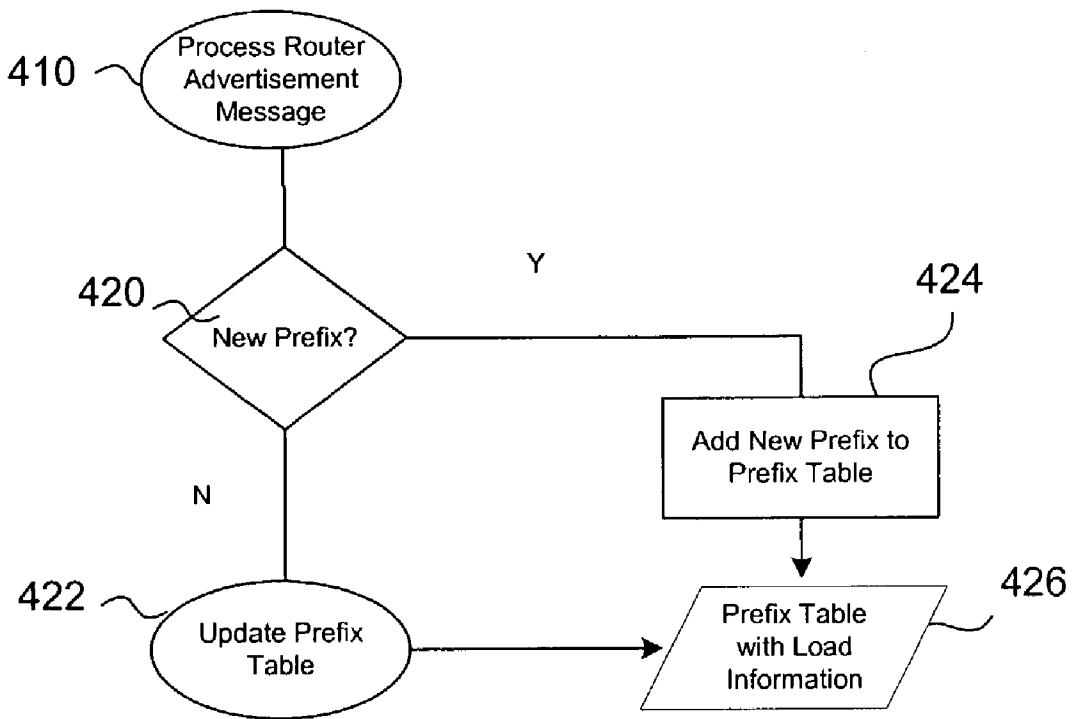 410
Process Router
Advertisement
Message
420
New Prefix?
Y
424
Add New Prefix to
Prefix Table
N
422
Update Prefix
Table
Prefix Table
with Load
Information
426